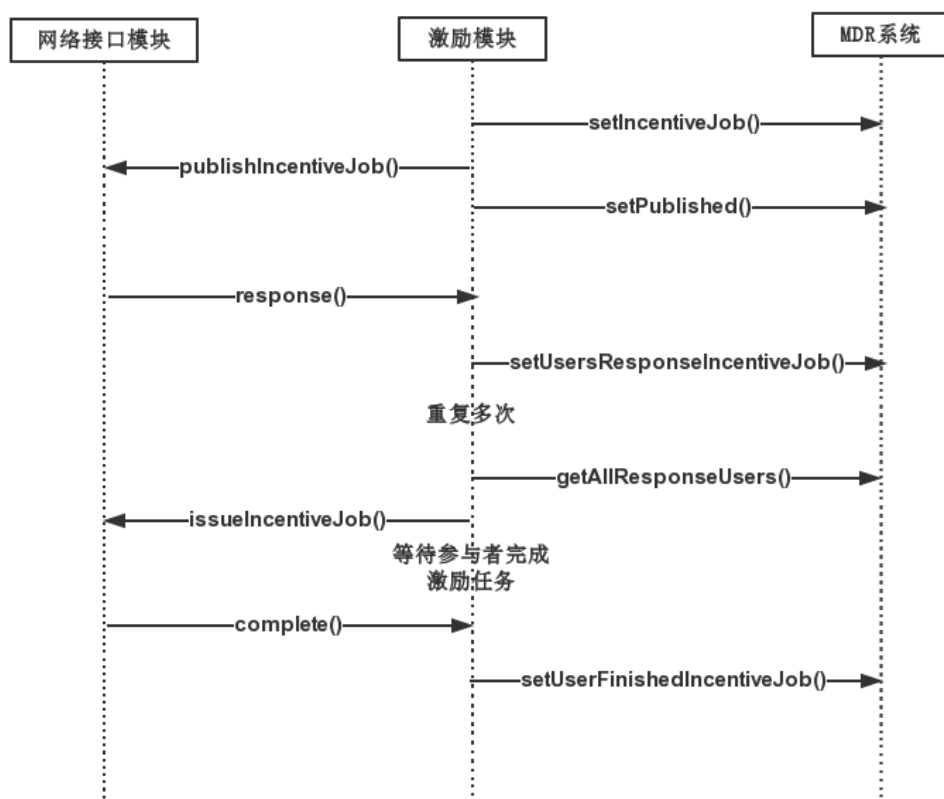 网络接口模块
激励模块
MDR系统
setIncentiveJob()
publishIncentiveJob()
setPublished()
response()
setUsersResponseIncentiveJob()
重复多次
getAllResponseUsers()
issueIncentiveJob()
等待参与者完成
激励任务
complete()
setUserFinishedIncentiveJob()